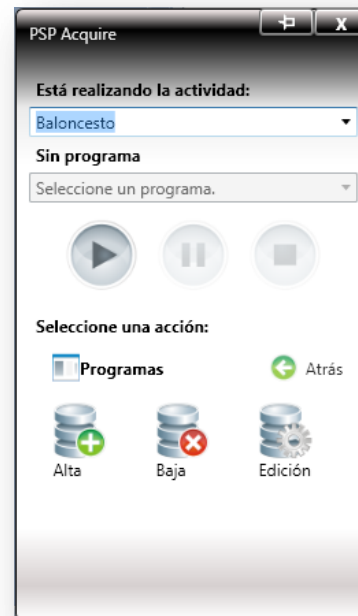 PSP Acquire
X
Está realizando la actividad:
Baloncesto
Sin programa
Seleccione un programa.
Seleccione una acción:
Programas Atrás
Alta Baja Edición